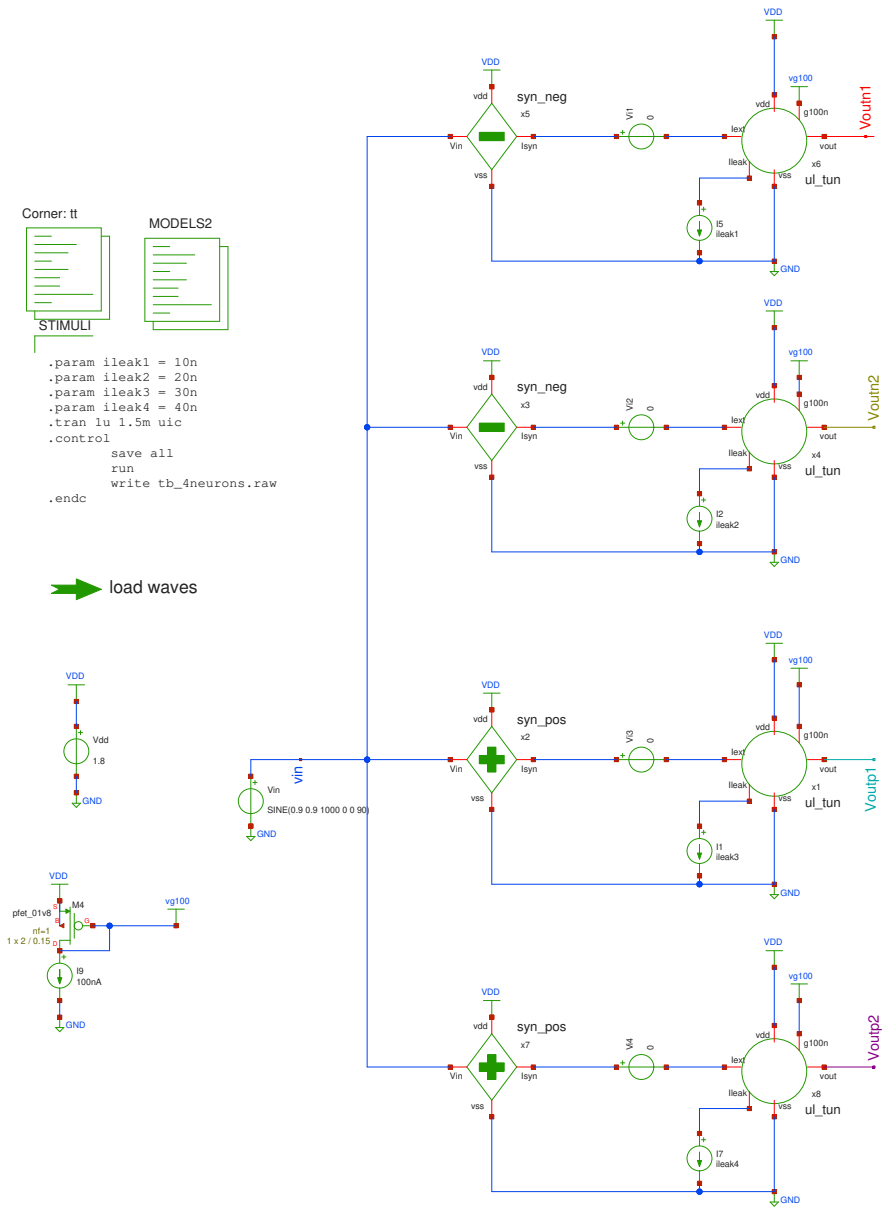 VDD
VDD
vg100
syn_neg
x5
vdd
Vin
Isyn
vss
Vi1
0
+
Iext
vdd
g100n
Ileak
vss
vout
x6
ul_tun
Voutn1
+
I5
ileak1
GND
Corner: tt
MODELS2
STIMULI
.param ileak1 = 10n
.param ileak2 = 20n
.param ileak3 = 30n
.param ileak4 = 40n
.tran 1u 1.5m uic
.control
save all
run
write tb_4neurons.raw
.endc
VDD
VDD
vg100
syn_neg
x3
vdd
Vin
Isyn
vss
Vi2
0
+
Iext
vdd
g100n
Ileak
vss
vout
x4
ul_tun
Voutn2
+
I2
ileak2
GND
load waves
VDD
VDD
vg100
syn_pos
x2
vdd
Vin
Isyn
vss
Vi3
0
+
Iext
vdd
g100n
Ileak
vss
vout
x1
ul_tun
Voutp1
+
I1
ileak3
GND
VDD
+
Vdd
1.8
GND
vin
+
Vin
SINE(0.9 0.9 1000 0 0 90)
GND
VDD
vg100
S
M4
pfet_01v8
B
G
nf=1
1 x 2 / 0.15
D
+
I9
100nA
GND
VDD
VDD
vg100
syn_pos
x7
vdd
Vin
Isyn
vss
Vi4
0
+
Iext
vdd
g100n
Ileak
vss
vout
x8
ul_tun
Voutp2
+
I7
ileak4
GND